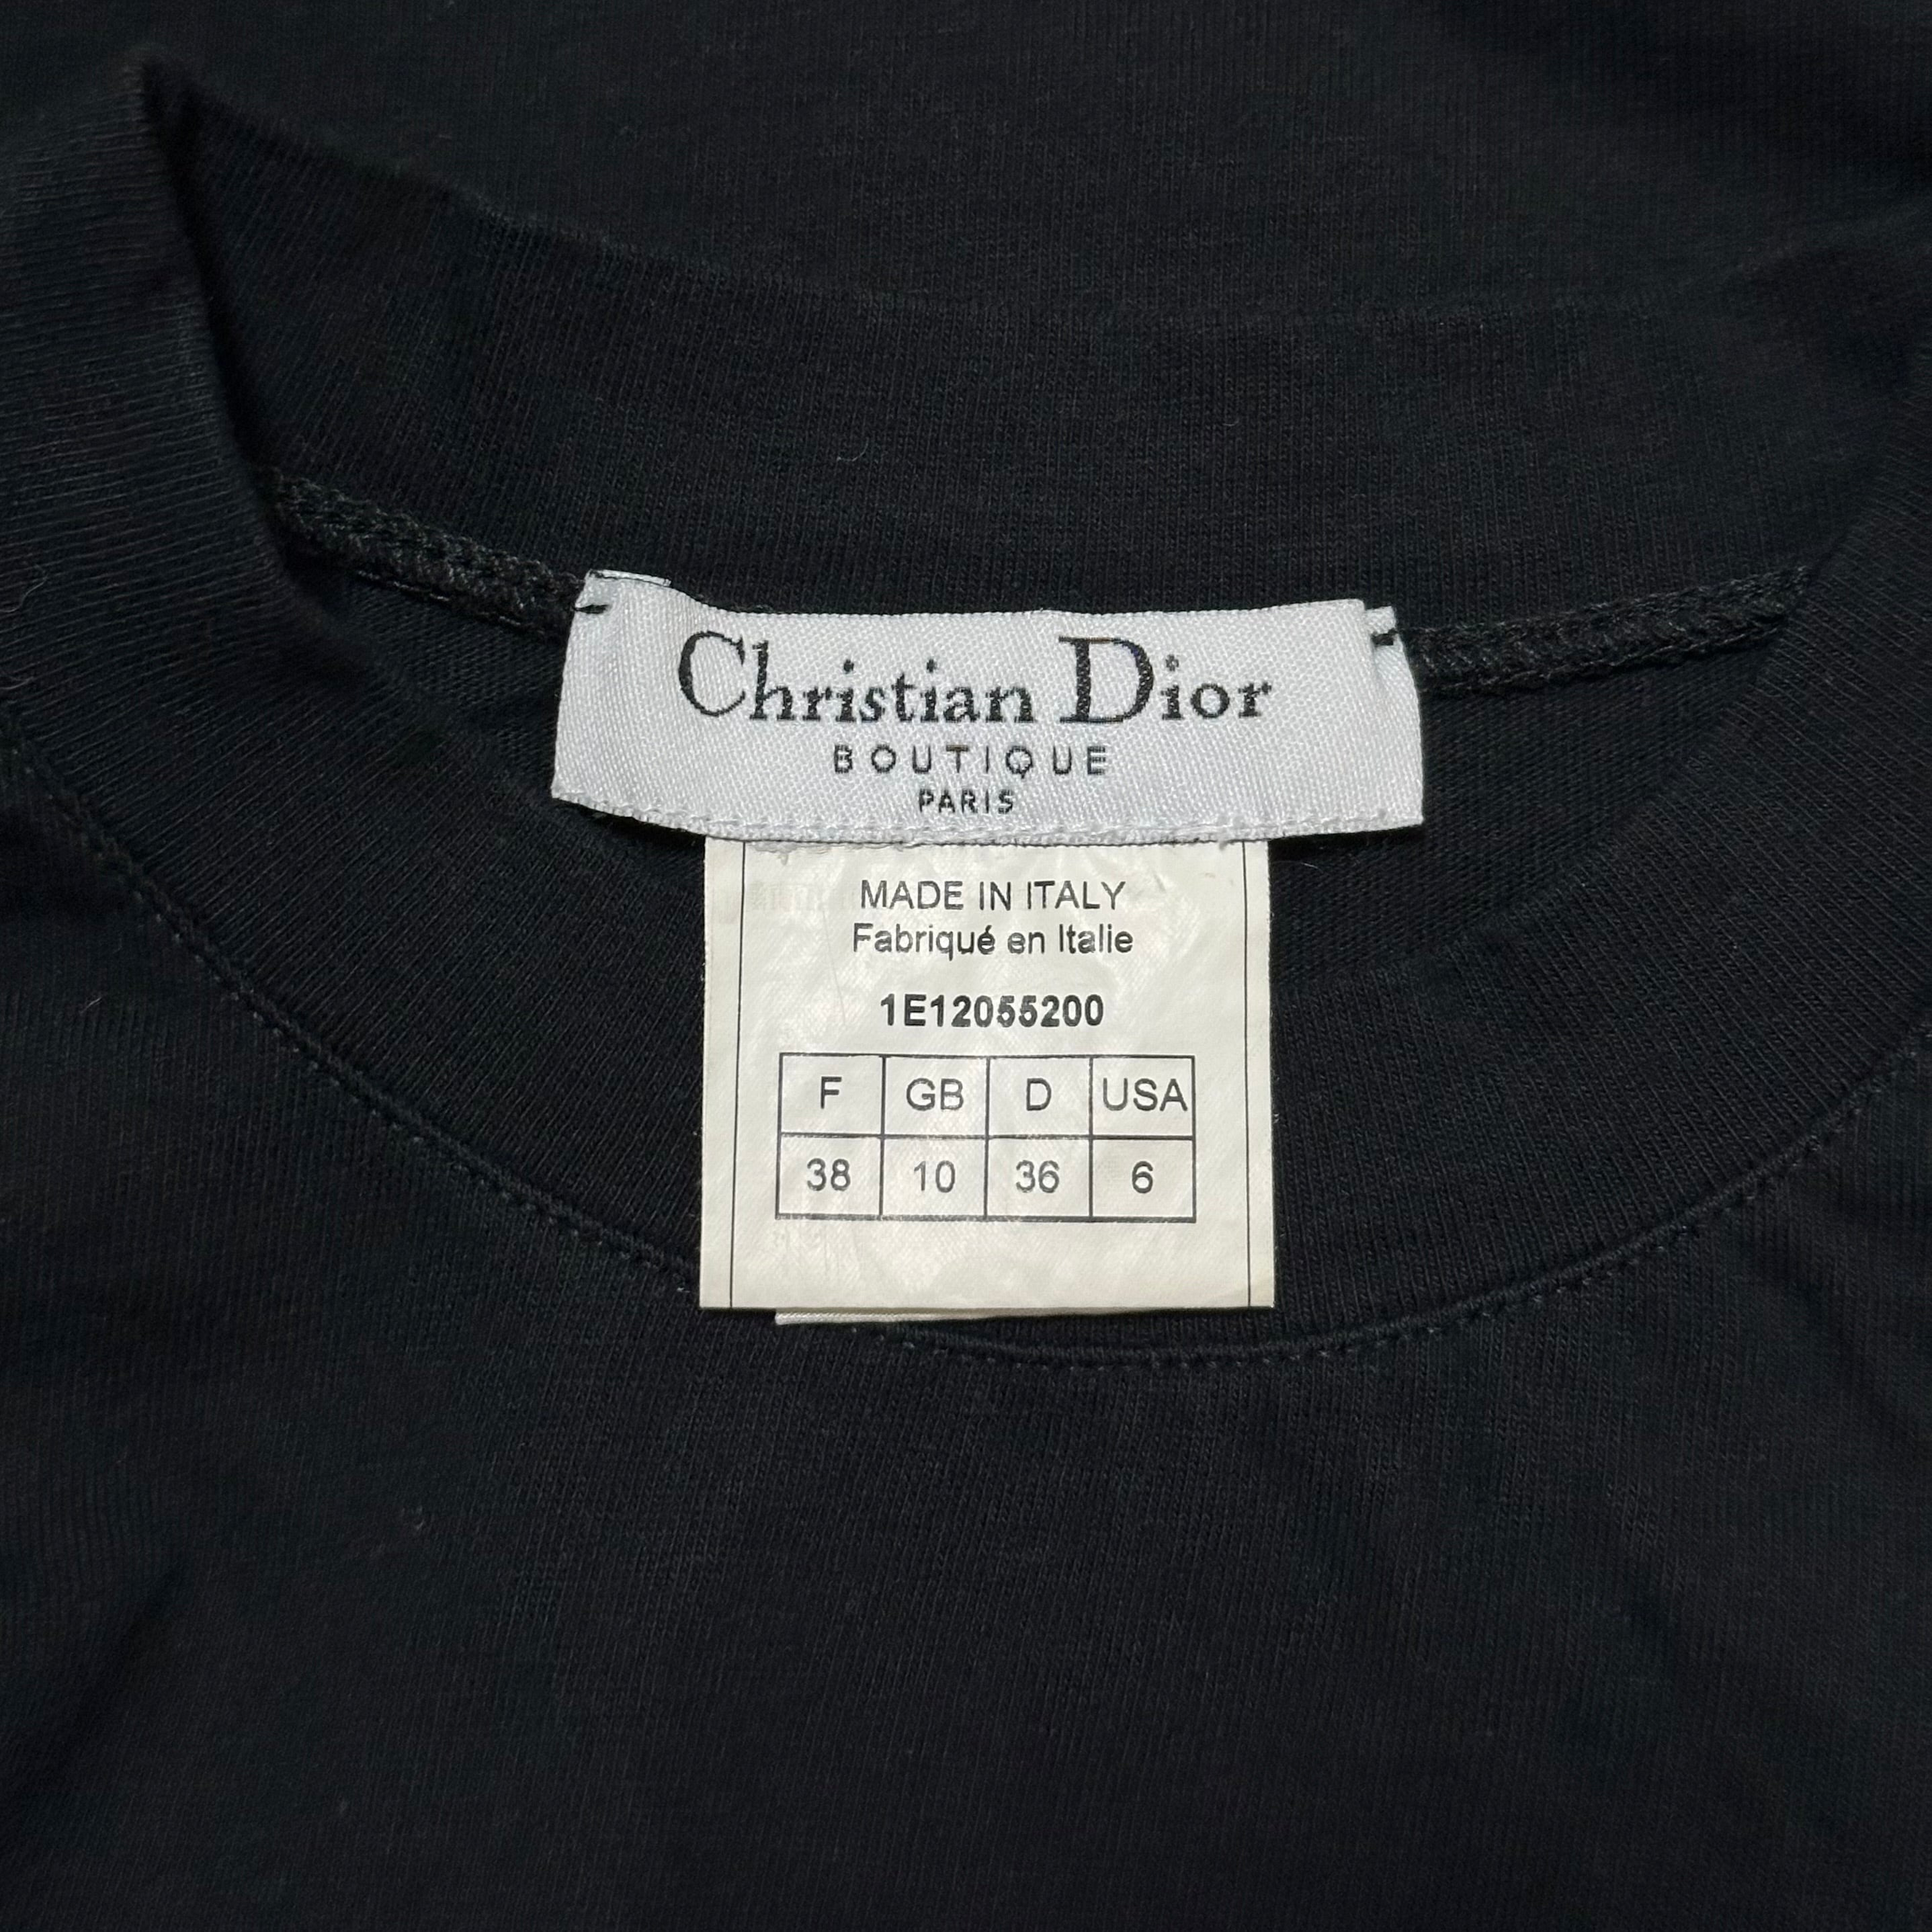 Christian Dior
BOUTIQUE
PARIS
MADE IN ITALY
Fabriqué en Italie
1E12055200
F GB D USA
38 10 36 6